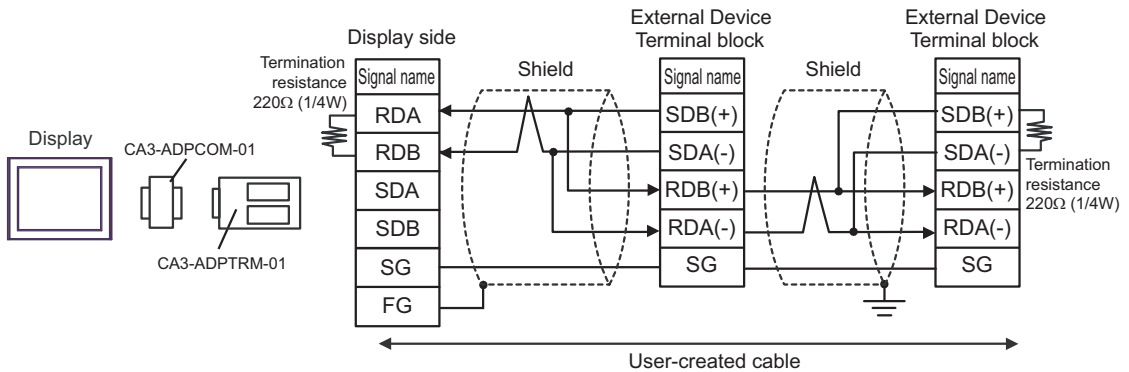 Display
CA3-ADPCOM-01
CA3-ADPTRM-01
Termination
resistance
220Ω (1/4W)
Display side
Signal name
RDA
RDB
SDA
SDB
SG
FG
Shield
External Device
Terminal block
Signal name
SDB(+)
SDA(-)
RDB(+)
RDA(-)
SG
Shield
External Device
Terminal block
Signal name
SDB(+)
SDA(-)
RDB(+)
RDA(-)
SG
Termination
resistance
220Ω (1/4W)
User-created cable